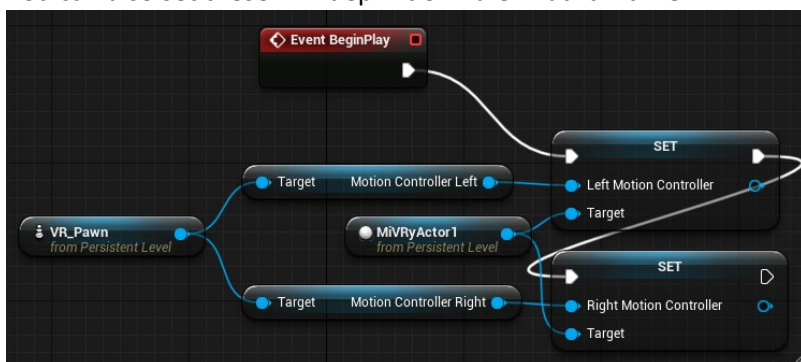 Event BeginPlay
SET
Target Motion Controller Left
Left Motion Controller
Target
VR_Pawn
from Persistent Level
MiVRyActor1
from Persistent Level
SET
Target Motion Controller Right
Right Motion Controller
Target